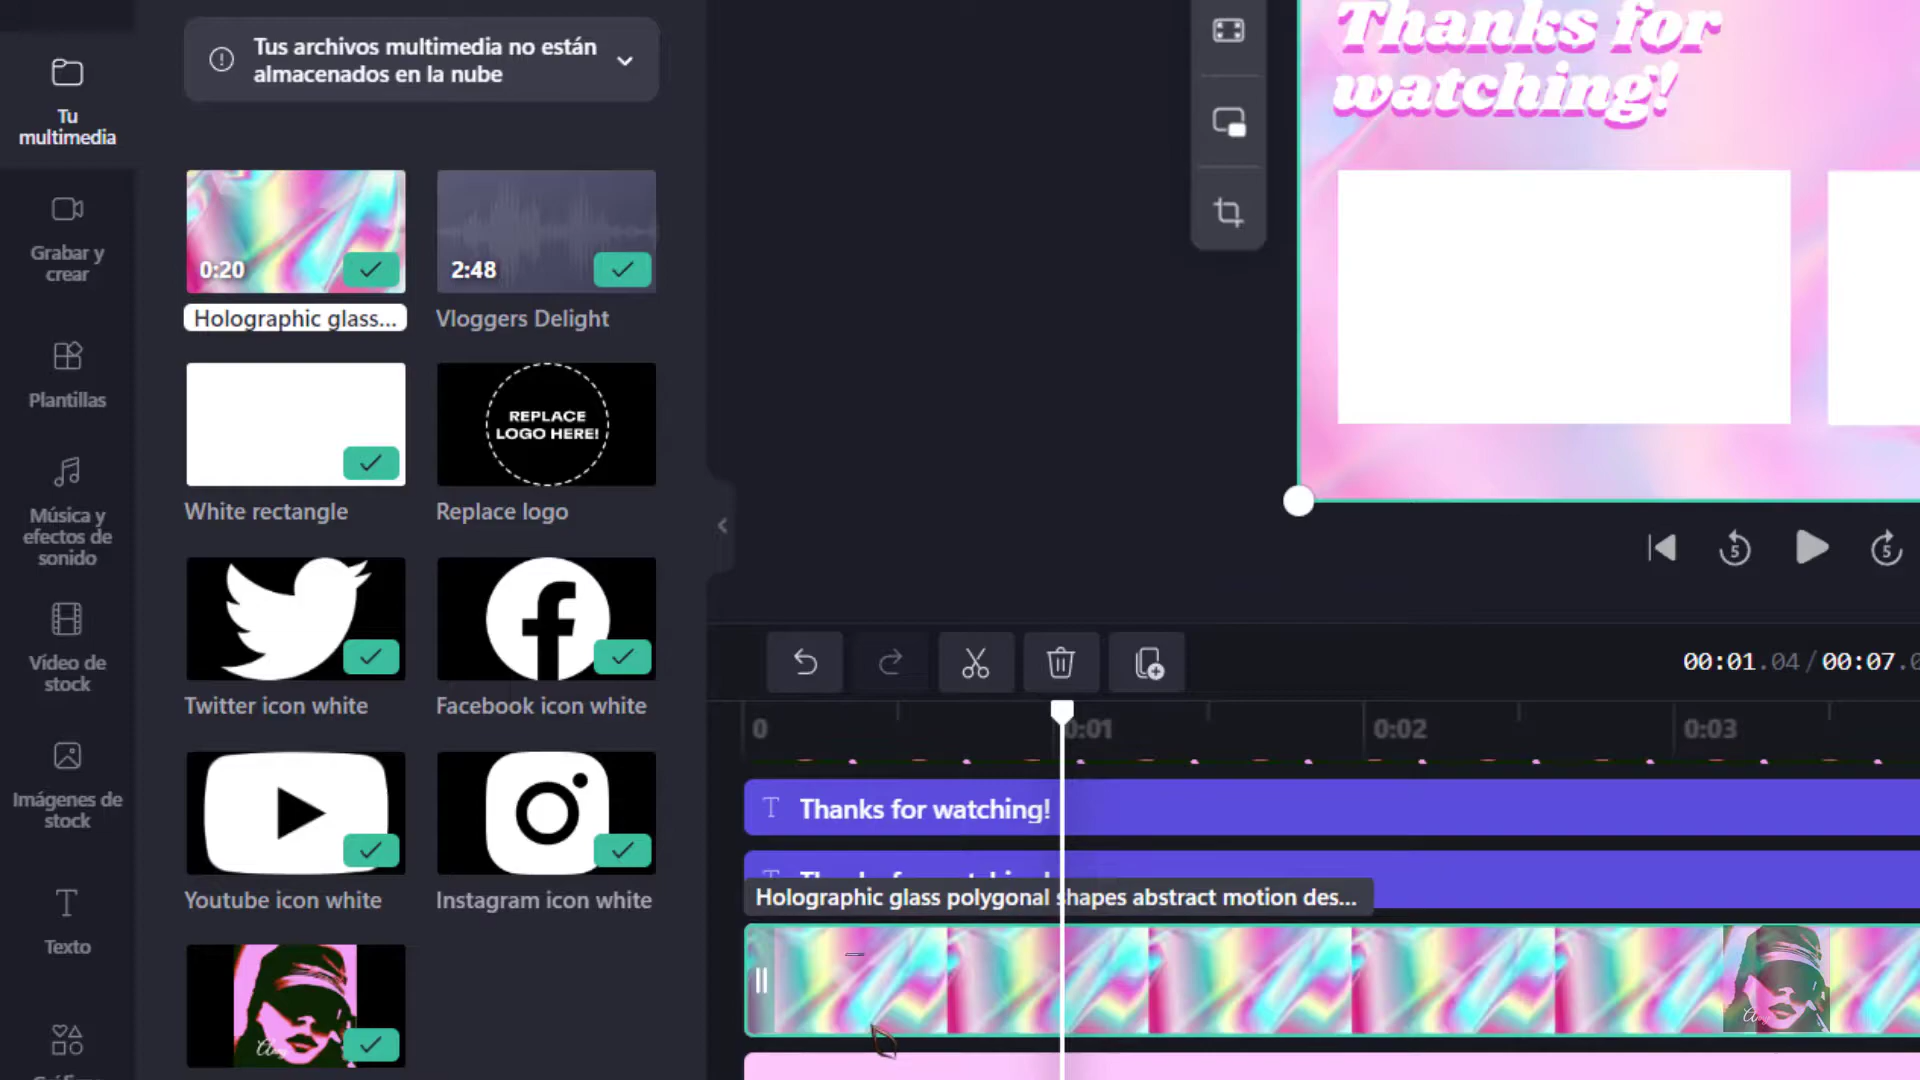 Tus archivos multimedia no están
almacenados en la nube
Tu
multimedia
Grabar y
crear
Plantillas
Música y
efectos de
sonido
Vídeo de
stock
Imágenes de
stock
Texto
0:20
Holographic glass...
2:48
Vloggers Delight
White rectangle
REPLACE
LOGO HERE!
Replace logo
Twitter icon white
Facebook icon white
Youtube icon white
Instagram icon white
Thanks for
watching!
5
5
00:01.04 / 00:07.0
0
0:01
0:02
0:03
T Thanks for watching!
Holographic glass polygonal shapes abstract motion des...